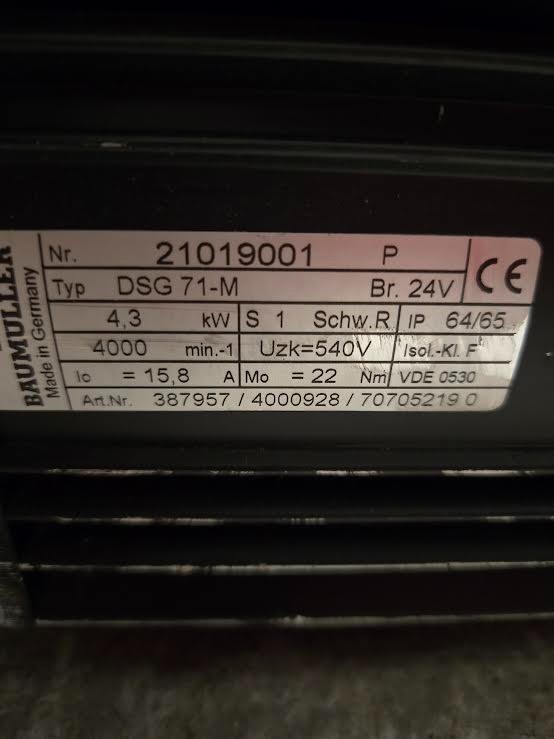 BAUMÜLLER
Made in Germany
Nr. 21019001 P
Typ DSG 71-M Br. 24V CE
4,3 kW S 1 Schw.R. IP 64/65
4000 min.-1 Uzk=540V Isol.-Kl. F
Io = 15,8 A Mo = 22 Nm VDE 0530
Art.Nr. 387957 / 4000928 / 70705219 0